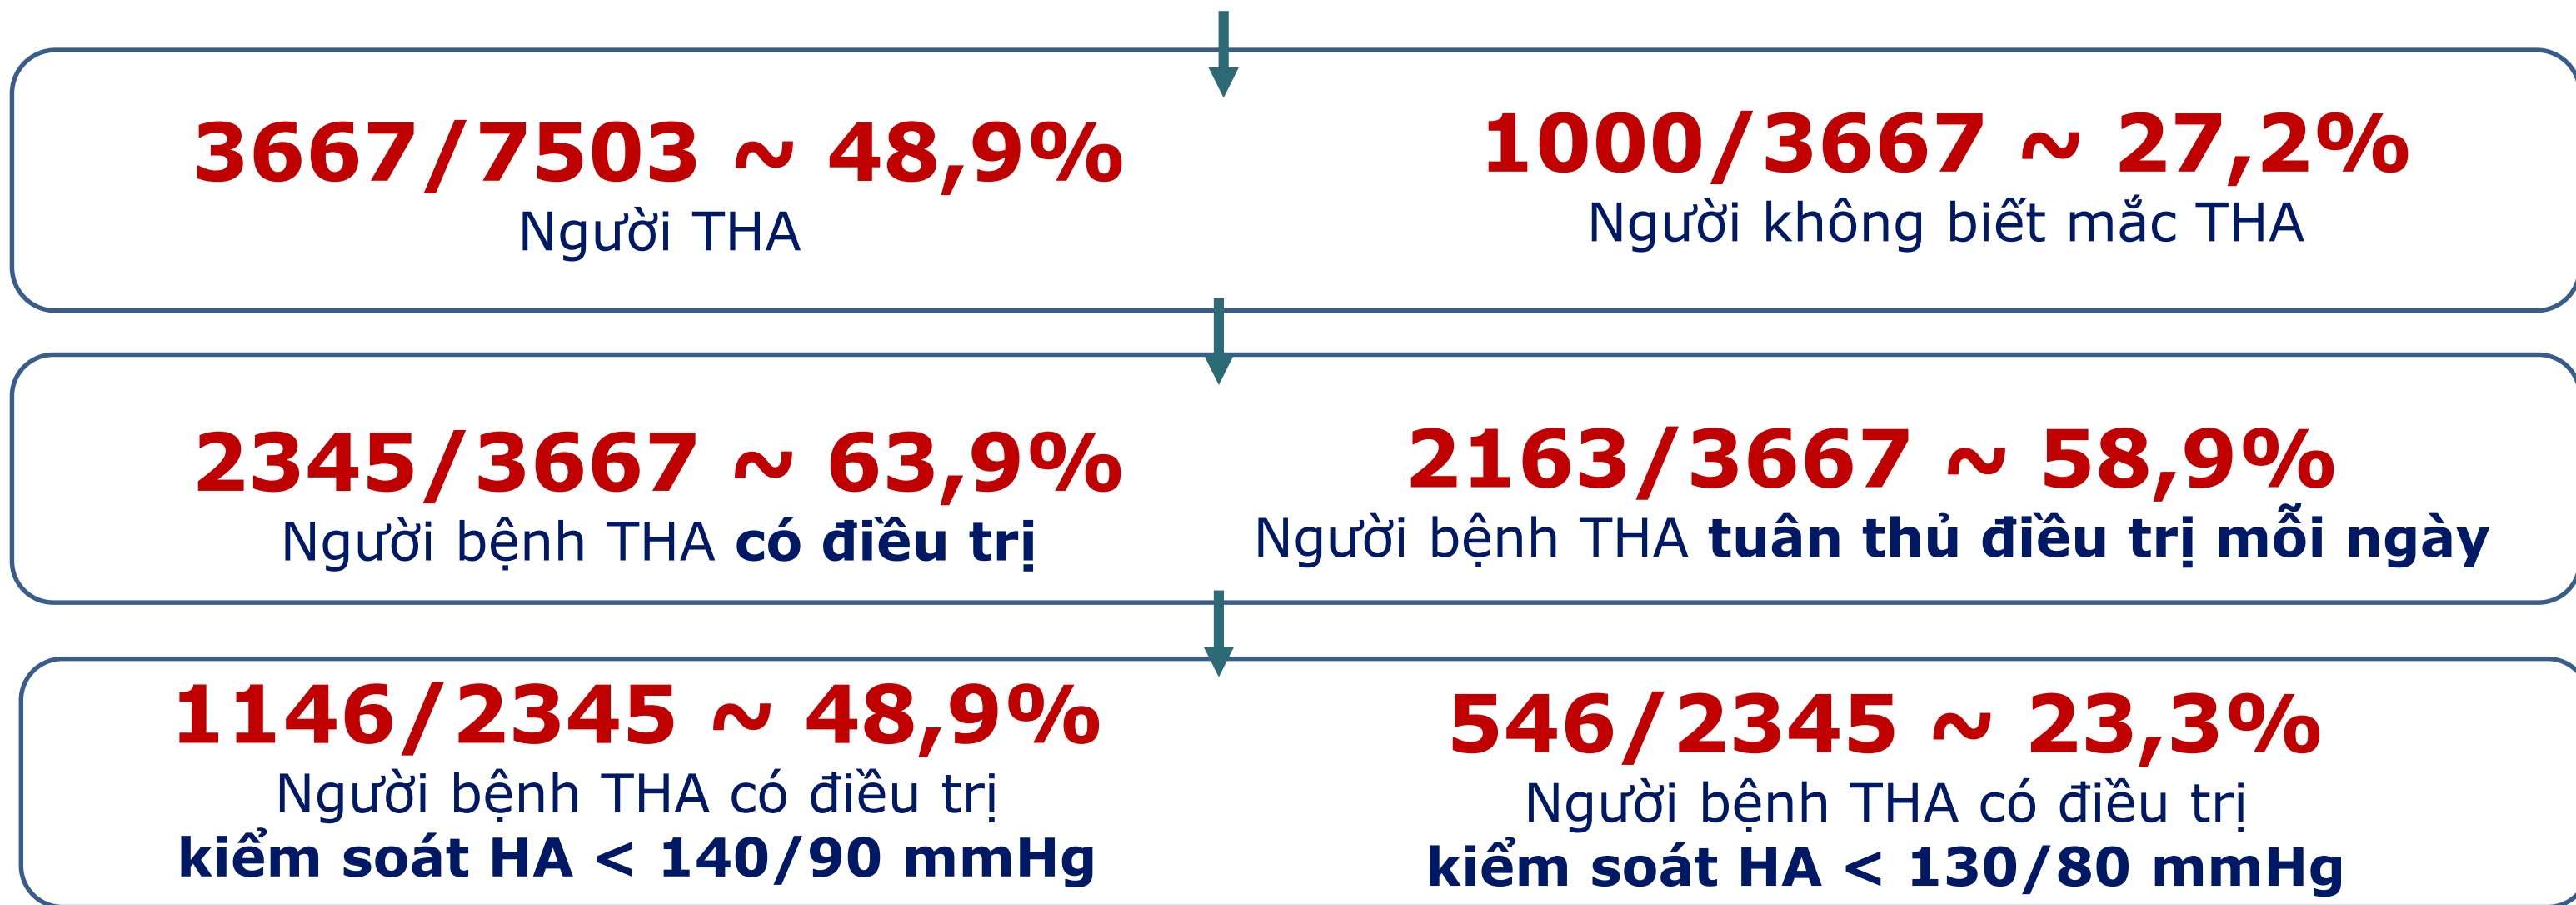 3667/7503 ~ 48,9%
Người THA
1000/3667 ~ 27,2%
Người không biết mắc THA
2345/3667 ~ 63,9%
Người bệnh THA có điều trị
2163/3667 ~ 58,9%
Người bệnh THA tuân thủ điều trị mỗi ngày
1146/2345 ~ 48,9%
Người bệnh THA có điều trị
kiểm soát HA < 140/90 mmHg
546/2345 ~ 23,3%
Người bệnh THA có điều trị
kiểm soát HA < 130/80 mmHg